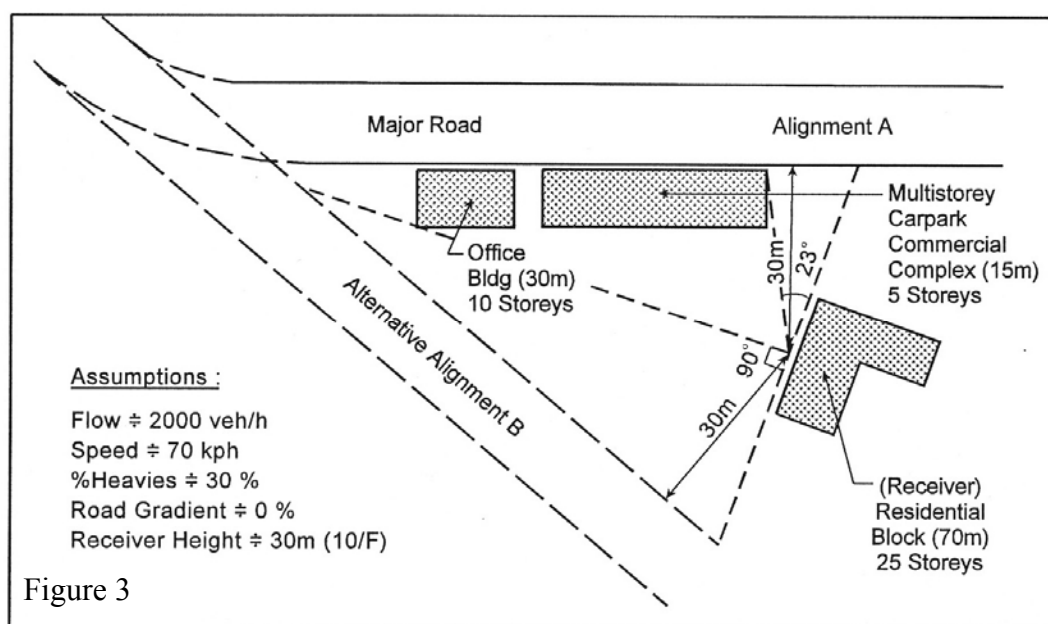 Major Road
Alignment A
Multistorey
Carpark
Commercial
Complex (15m)
5 Storeys
30m
23°
Office
Bldg (30m)
10 Storeys
Alternative Alignment B
90°
30m
(Receiver)
Residential
Block (70m)
25 Storeys
Assumptions :
Flow ≑ 2000 veh/h
Speed ≑ 70 kph
%Heavies ≑ 30 %
Road Gradient ≑ 0 %
Receiver Height ≑ 30m (10/F)
Figure 3